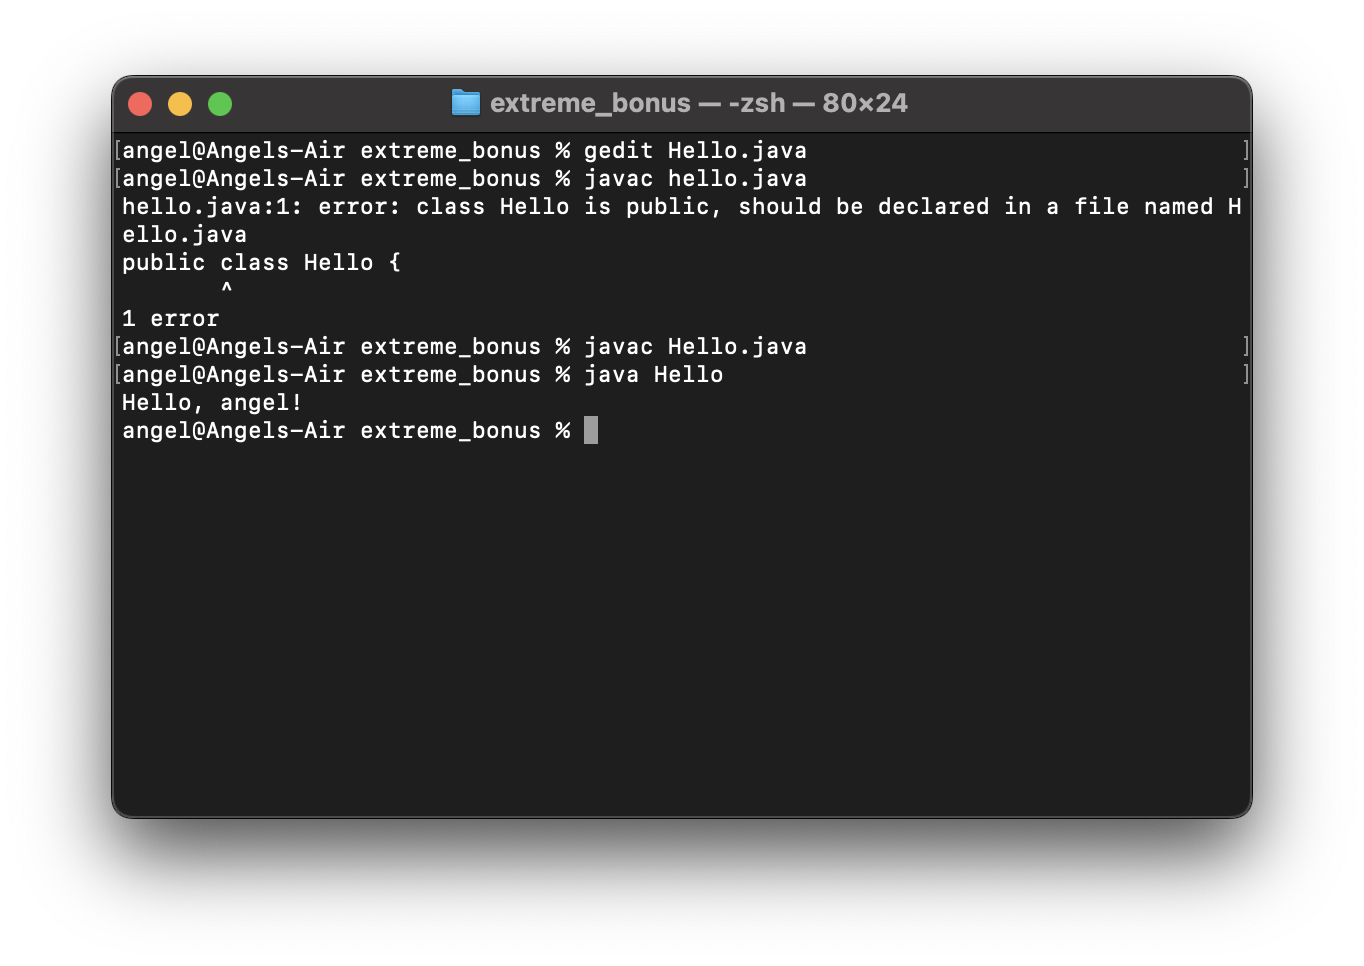 extreme_bonus — -zsh — 80×24
[angel@Angels-Air extreme_bonus % gedit Hello.java ]
[angel@Angels-Air extreme_bonus % javac hello.java ]
hello.java:1: error: class Hello is public, should be declared in a file named H
ello.java
public class Hello {
       ^
1 error
[angel@Angels-Air extreme_bonus % javac Hello.java ]
[angel@Angels-Air extreme_bonus % java Hello ]
Hello, angel!
angel@Angels-Air extreme_bonus %